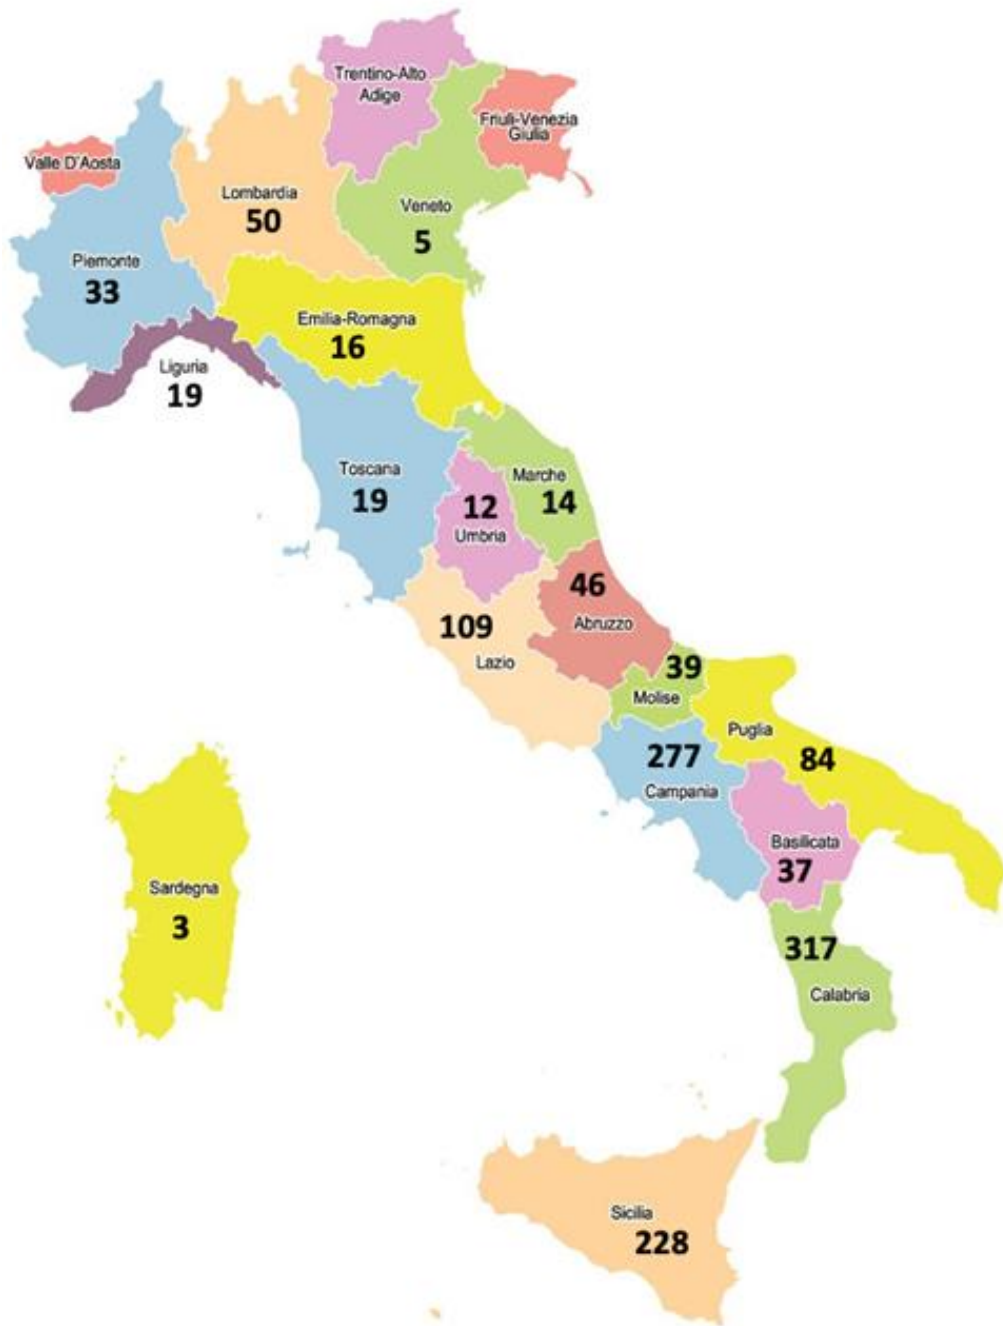 Trentino-Alto
Adige
Friuli-Venezia
Giulia
Valle D'Aosta
Lombardia
50
Veneto
5
Piemonte
33
Emilia-Romagna
16
Liguria
19
Toscana
19
Marche
14
12
Umbria
46
Abruzzo
109
Lazio
39
Molise
Puglia
84
277
Campania
Basilicata
37
Sardegna
3
317
Calabria
Sicilia
228